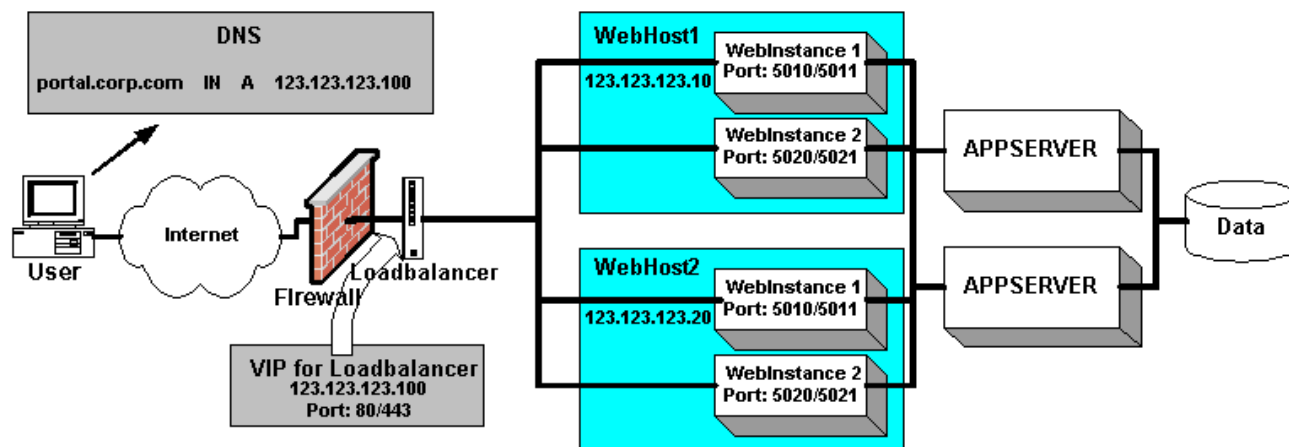 DNS
portal.corp.com IN A 123.123.123.100
User
Internet
FIrewall
Loadbalancer
VIP for Loadbalancer
123.123.123.100
Port: 80/443
WebHost1
123.123.123.10
WebInstance 1
Port: 5010/5011
WebInstance 2
Port: 5020/5021
WebHost2
123.123.123.20
WebInstance 1
Port: 5010/5011
WebInstance 2
Port: 5020/5021
APPSERVER
APPSERVER
Data